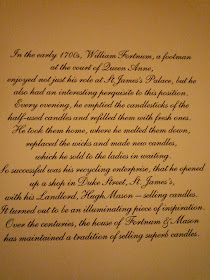 In the early 1700s, William Fortnum, a footman
at the court of Queen Anne,
enjoyed not just his role at St James's Palace, but he
also had an interesting perquisite to this position.
Every evening, he emptied the candlesticks of the
half-used candles and refilled them with fresh ones.
He took them home, where he melted them down,
replaced the wicks and made new candles,
which he sold to the ladies in waiting.
So successful was his recycling enterprise, that he opened
up a shop in Duke Street, St. James's,
with his Landlord, Hugh Mason – selling candles.
It turned out to be an illuminating piece of inspiration.
Over the centuries, the house of Fortnum & Mason
has maintained a tradition of selling superb candles.